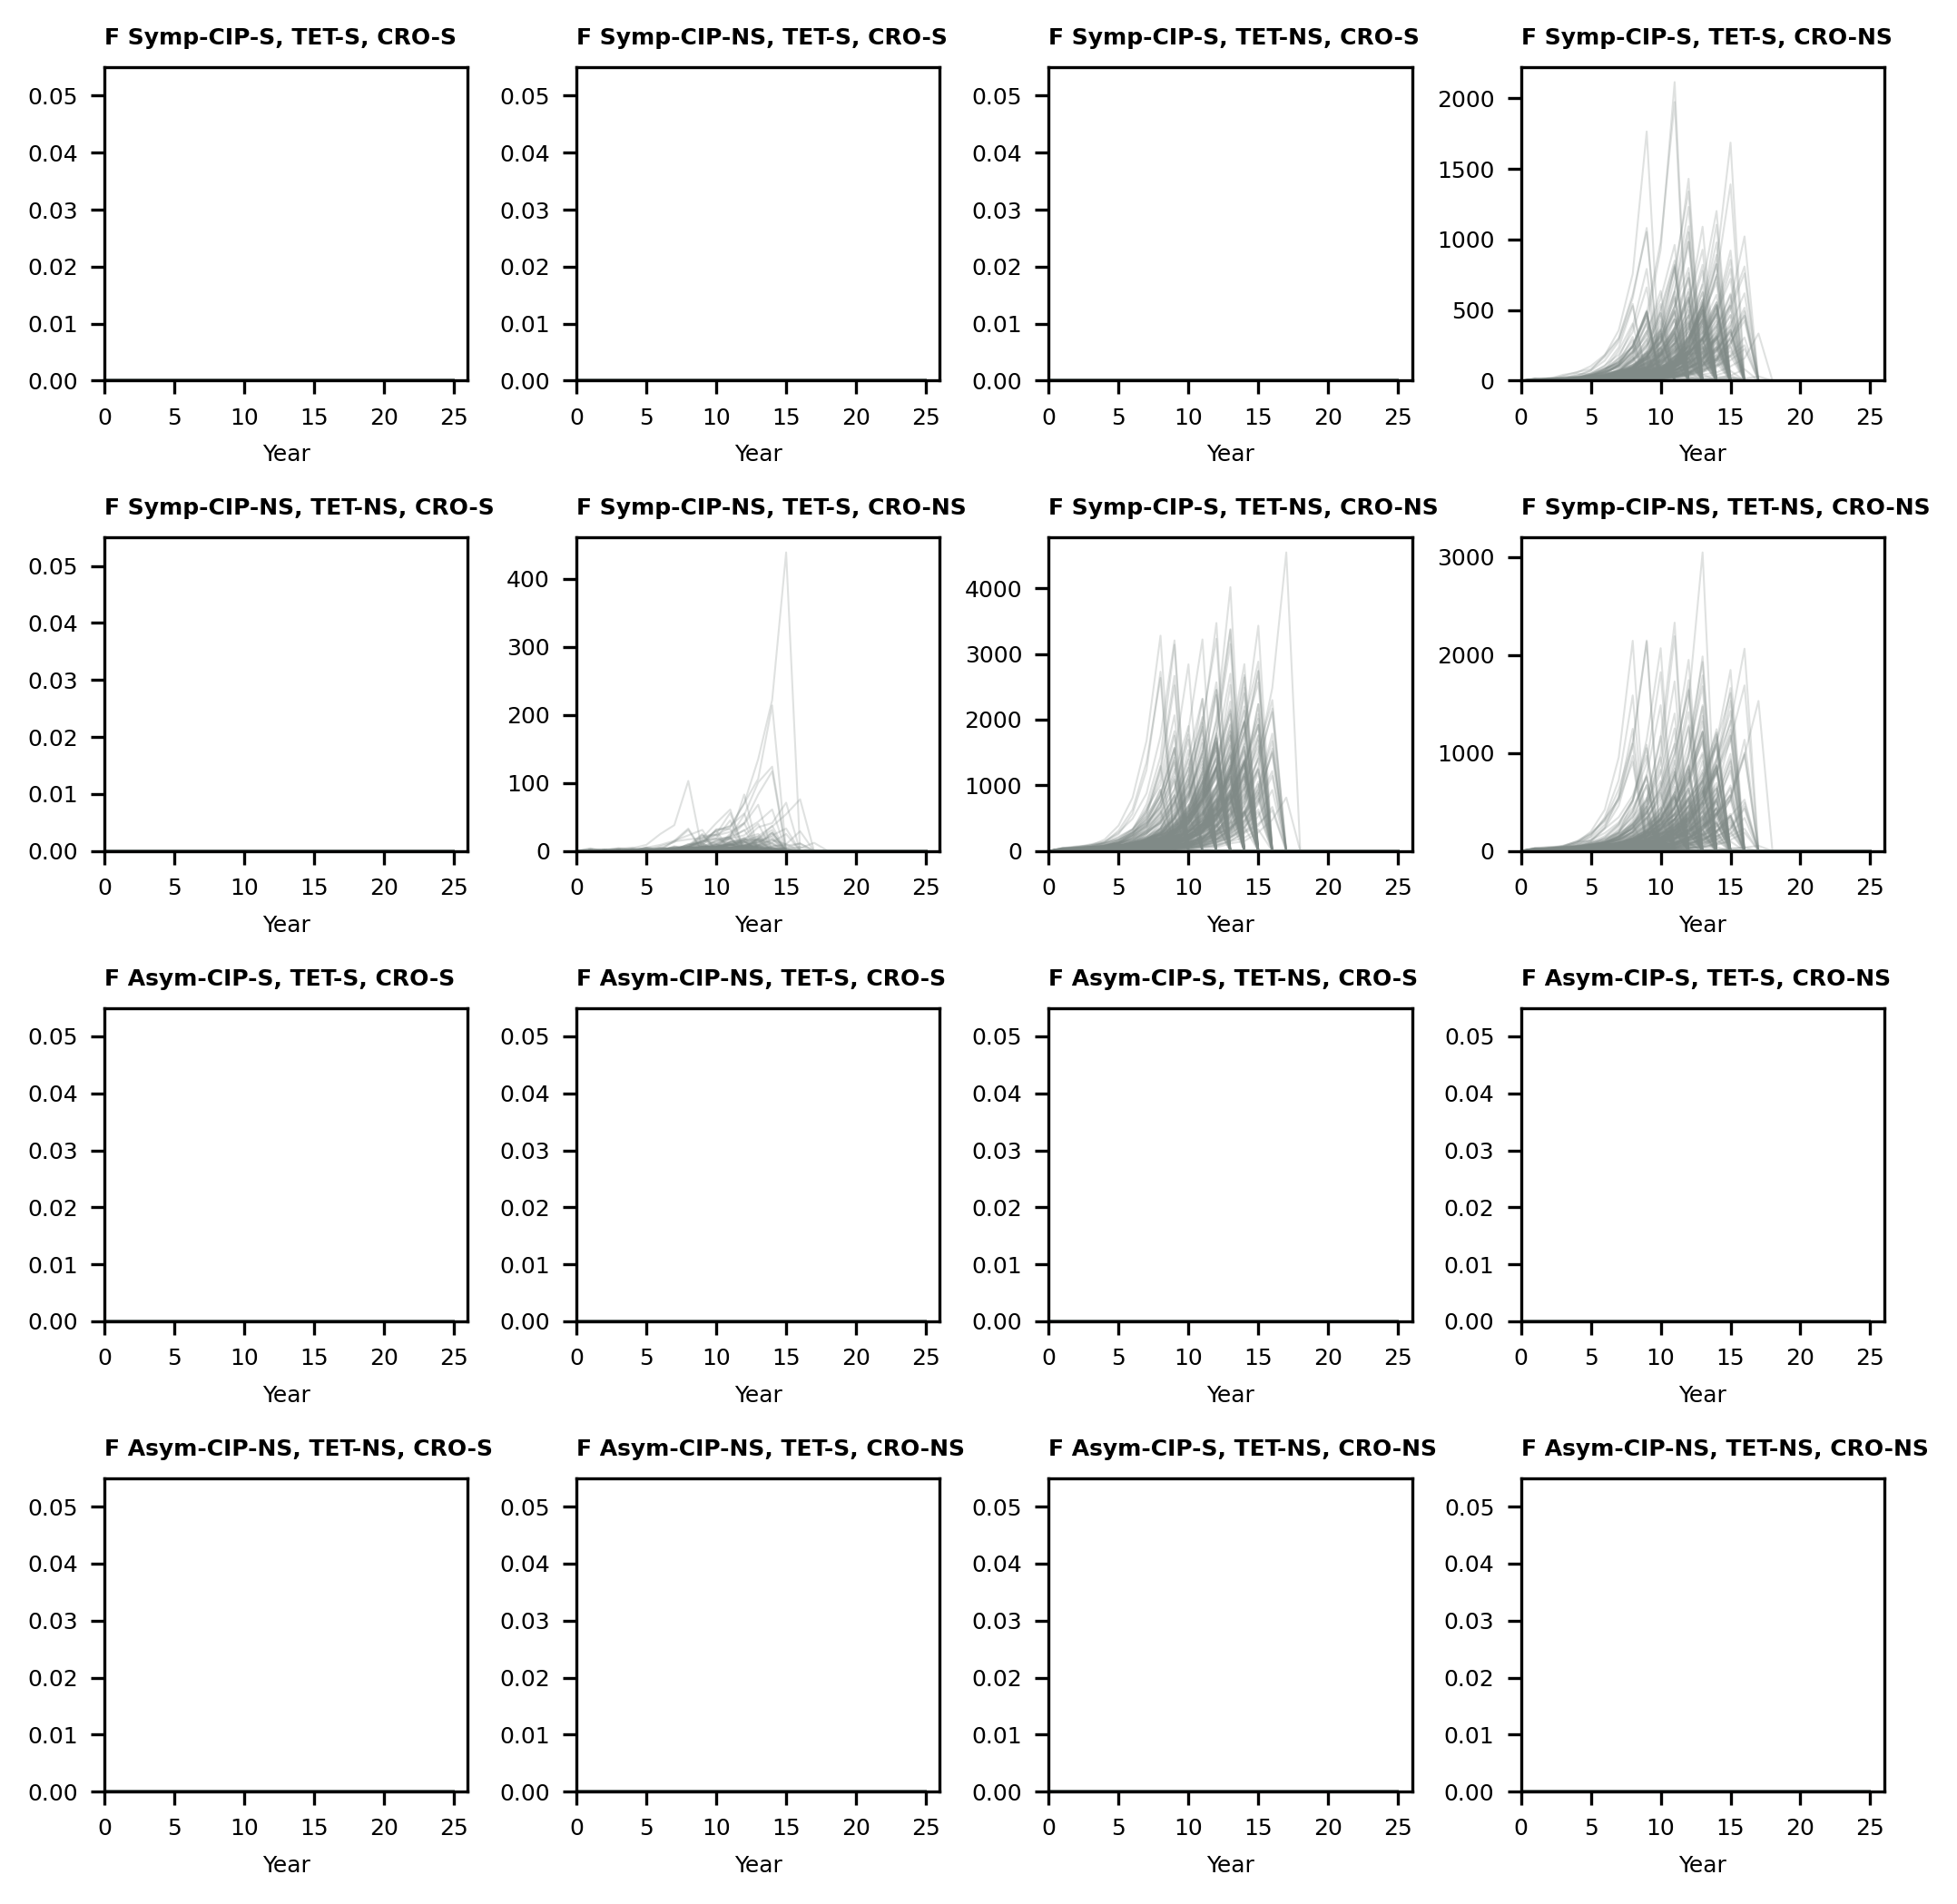 F Symp-CIP-S, TET-S, CRO-S
0.05
0.04
0.03
0.02
0.01
0.00
0 5 10 15 20 25
Year
F Symp-CIP-NS, TET-S, CRO-S
0.05
0.04
0.03
0.02
0.01
0.00
0 5 10 15 20 25
Year
F Symp-CIP-S, TET-NS, CRO-S
0.05
0.04
0.03
0.02
0.01
0.00
0 5 10 15 20 25
Year
F Symp-CIP-S, TET-S, CRO-NS
2000
1500
1000
500
0
0 5 10 15 20 25
Year
F Symp-CIP-NS, TET-NS, CRO-S
0.05
0.04
0.03
0.02
0.01
0.00
0 5 10 15 20 25
Year
F Symp-CIP-NS, TET-S, CRO-NS
400
300
200
100
0
0 5 10 15 20 25
Year
F Symp-CIP-S, TET-NS, CRO-NS
4000
3000
2000
1000
0
0 5 10 15 20 25
Year
F Symp-CIP-NS, TET-NS, CRO-NS
3000
2000
1000
0
0 5 10 15 20 25
Year
F Asym-CIP-S, TET-S, CRO-S
0.05
0.04
0.03
0.02
0.01
0.00
0 5 10 15 20 25
Year
F Asym-CIP-NS, TET-S, CRO-S
0.05
0.04
0.03
0.02
0.01
0.00
0 5 10 15 20 25
Year
F Asym-CIP-S, TET-NS, CRO-S
0.05
0.04
0.03
0.02
0.01
0.00
0 5 10 15 20 25
Year
F Asym-CIP-S, TET-S, CRO-NS
0.05
0.04
0.03
0.02
0.01
0.00
0 5 10 15 20 25
Year
F Asym-CIP-NS, TET-NS, CRO-S
0.05
0.04
0.03
0.02
0.01
0.00
0 5 10 15 20 25
Year
F Asym-CIP-NS, TET-S, CRO-NS
0.05
0.04
0.03
0.02
0.01
0.00
0 5 10 15 20 25
Year
F Asym-CIP-S, TET-NS, CRO-NS
0.05
0.04
0.03
0.02
0.01
0.00
0 5 10 15 20 25
Year
F Asym-CIP-NS, TET-NS, CRO-NS
0.05
0.04
0.03
0.02
0.01
0.00
0 5 10 15 20 25
Year